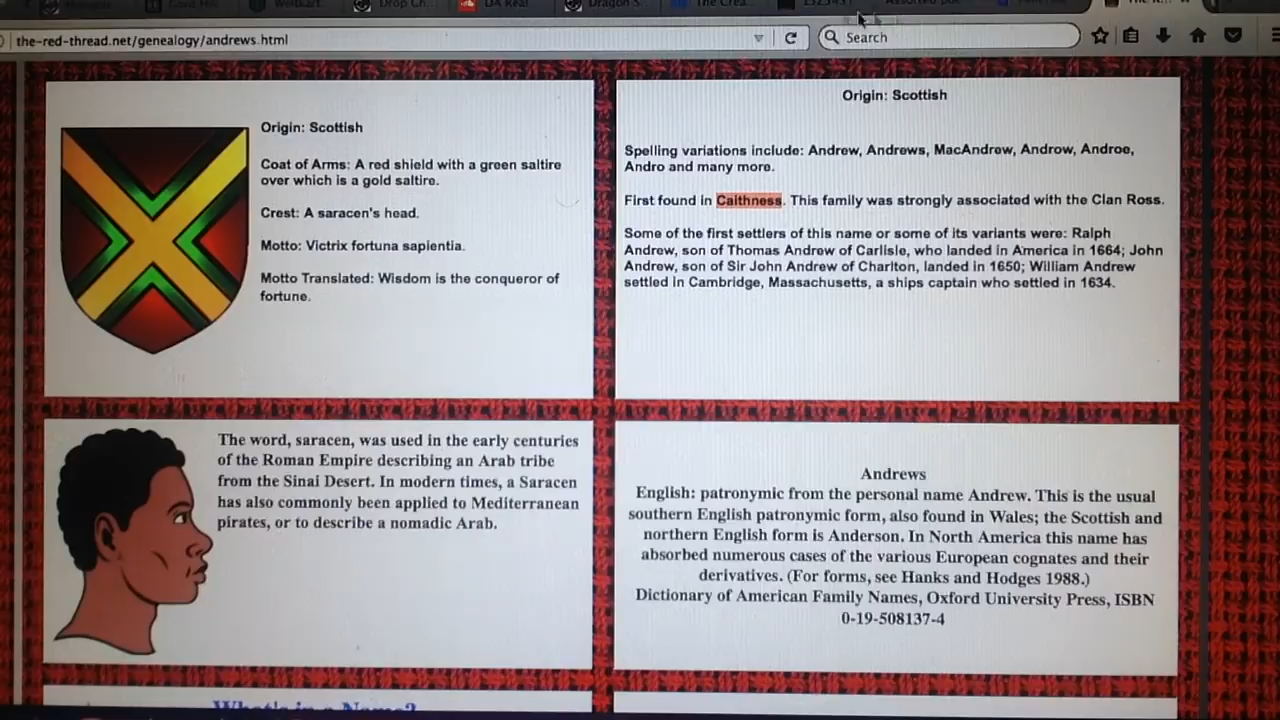 Drop Ch...
Dragon S...
the-red-thread.net/genealogy/andrews.html
Search
Origin: Scottish
Coat of Arms: A red shield with a green saltire
over which is a gold saltire.
Crest: A saracen's head.
Motto: Victrix fortuna sapientia.
Motto Translated: Wisdom is the conqueror of
fortune.
Origin: Scottish
Spelling variations include: Andrew, Andrews, MacAndrew, Androw, Androe,
Andro and many more.
First found in Caithness. This family was strongly associated with the Clan Ross.
Some of the first settlers of this name or some of its variants were: Ralph
Andrew, son of Thomas Andrew of Carlisle, who landed in America in 1664; John
Andrew, son of Sir John Andrew of Charlton, landed in 1650; William Andrew
settled in Cambridge, Massachusetts, a ships captain who settled in 1634.
The word, saracen, was used in the early centuries
of the Roman Empire describing an Arab tribe
from the Sinai Desert. In modern times, a Saracen
has also commonly been applied to Mediterranean
pirates, or to describe a nomadic Arab.
Andrews
English: patronymic from the personal name Andrew. This is the usual
southern English patronymic form, also found in Wales; the Scottish and
northern English form is Anderson. In North America this name has
absorbed numerous cases of the various European cognates and their
derivatives. (For forms, see Hanks and Hodges 1988.)
Dictionary of American Family Names, Oxford University Press, ISBN
0-19-508137-4
What's in a Name?